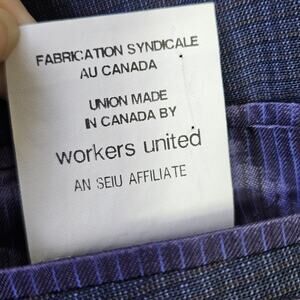 FABRICATION SYNDICALE
AU CANADA
UNION MADE
IN CANADA BY
workers united
AN SEIU AFFILIATE